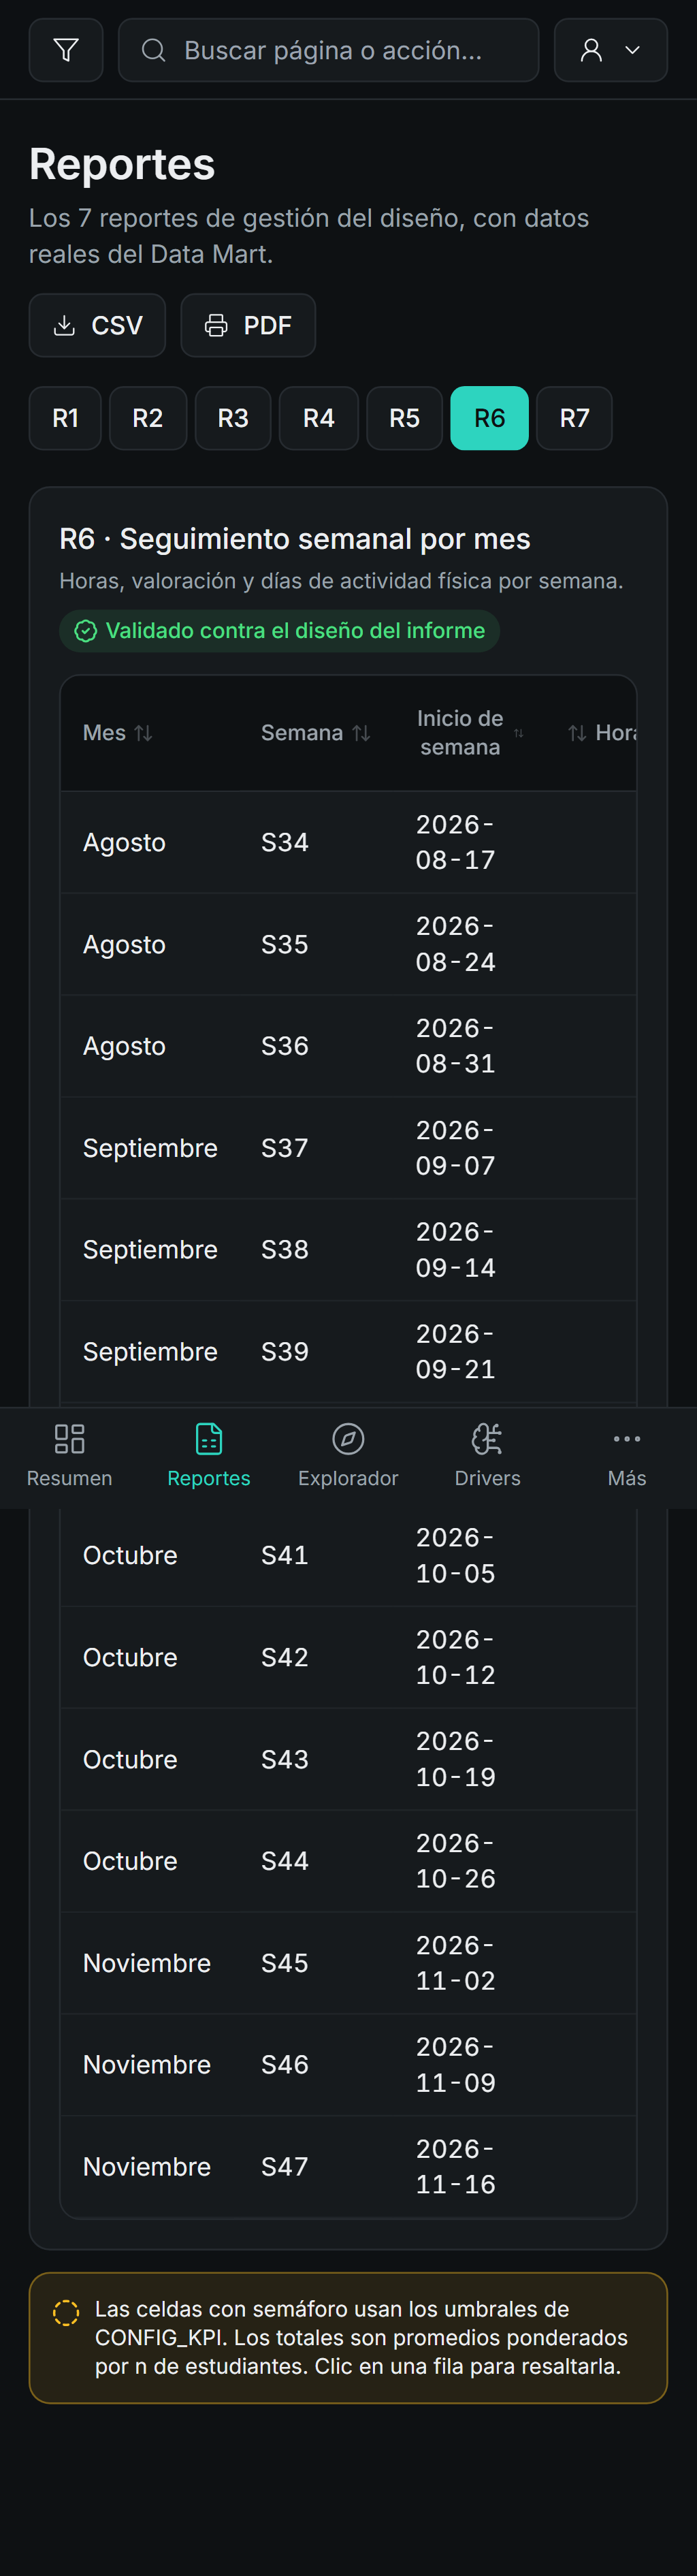 Buscar página o acción...
Reportes
Los 7 reportes de gestión del diseño, con datos
reales del Data Mart.
CSV PDF
R1 R2 R3 R4 R5 R6 R7
R6 · Seguimiento semanal por mes
Horas, valoración y días de actividad física por semana.
Validado contra el diseño del informe
Mes Semana Inicio de semana
Agosto S34 2026-08-17
Agosto S35 2026-08-24
Agosto S36 2026-08-31
Septiembre S37 2026-09-07
Septiembre S38 2026-09-14
Septiembre S39 2026-09-21
Resumen Reportes Explorador Drivers Más
Octubre S41 2026-10-05
Octubre S42 2026-10-12
Octubre S43 2026-10-19
Octubre S44 2026-10-26
Noviembre S45 2026-11-02
Noviembre S46 2026-11-09
Noviembre S47 2026-11-16
Las celdas con semáforo usan los umbrales de
CONFIG_KPI. Los totales son promedios ponderados
por n de estudiantes. Clic en una fila para resaltarla.